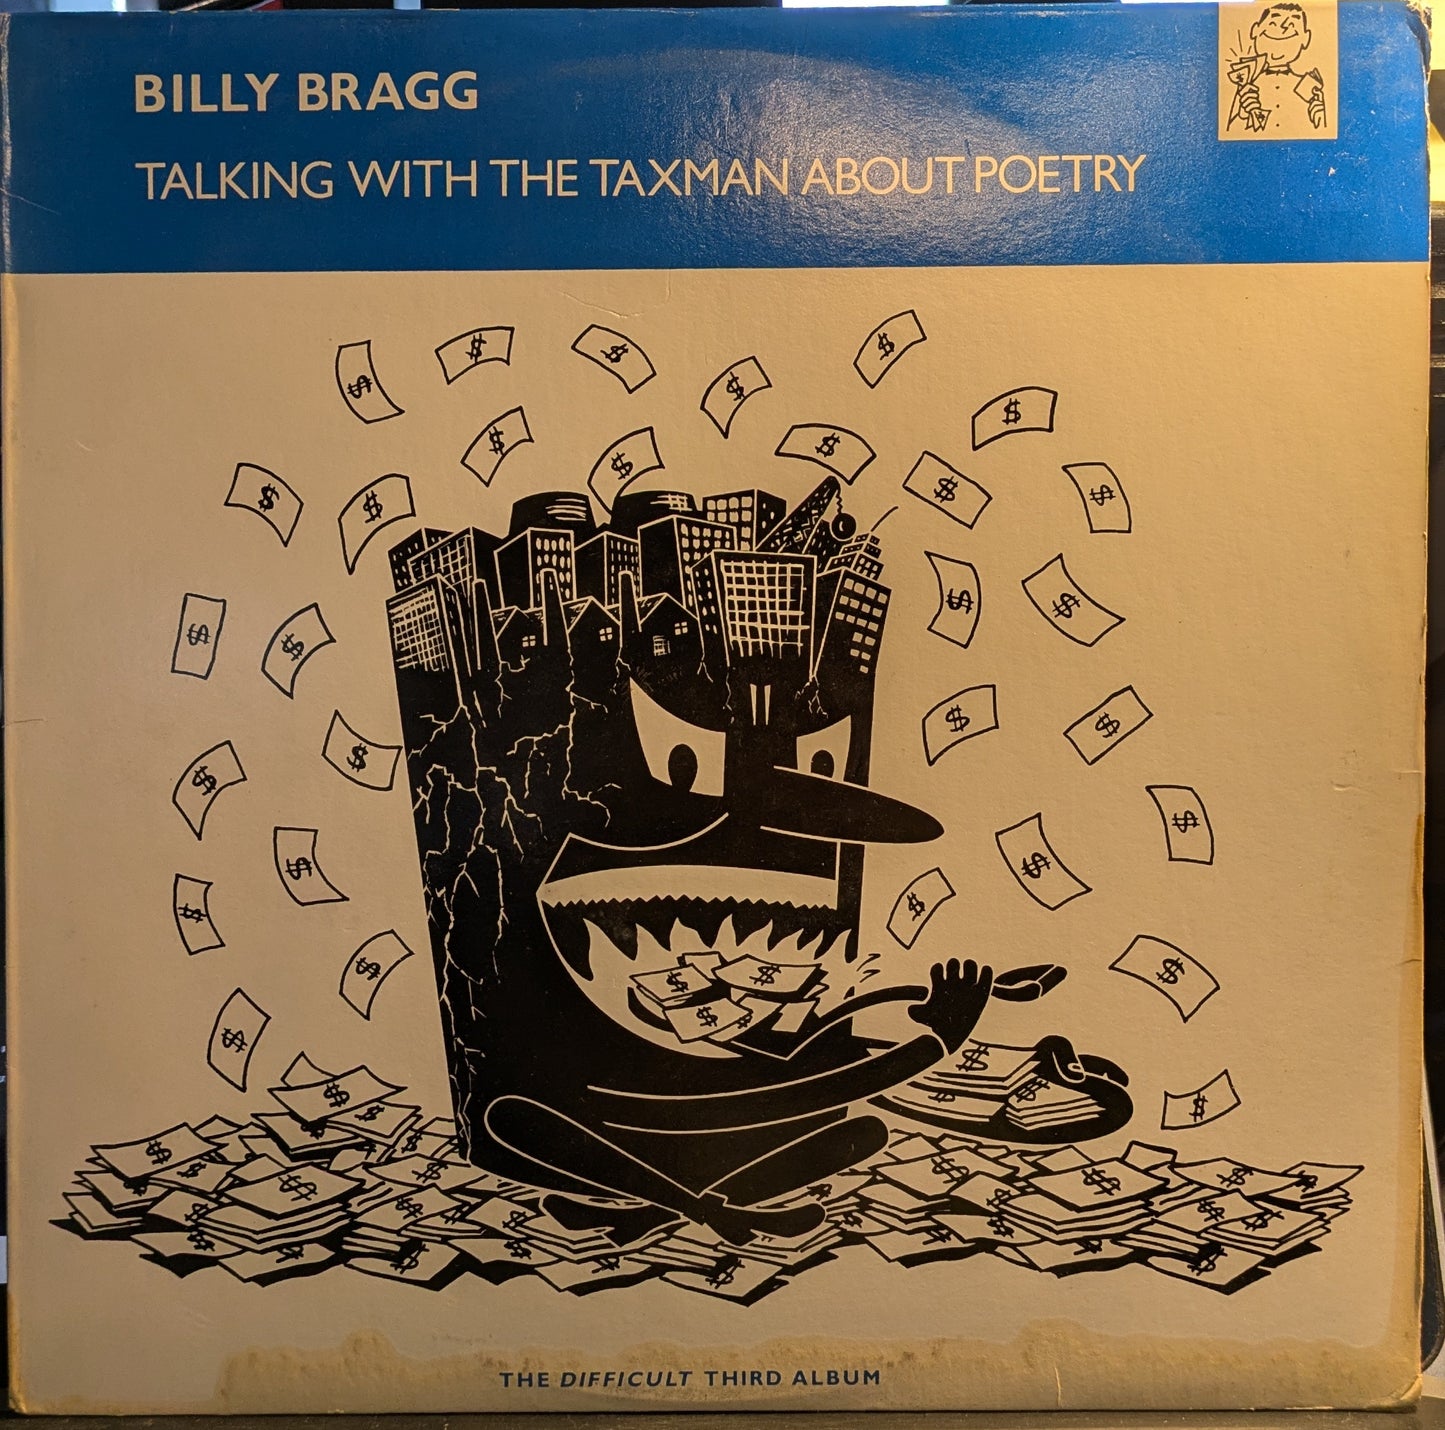 BILLY BRAGG
TALKING WITH THE TAXMAN ABOUT POETRY
THE DIFFICULT THIRD ALBUM